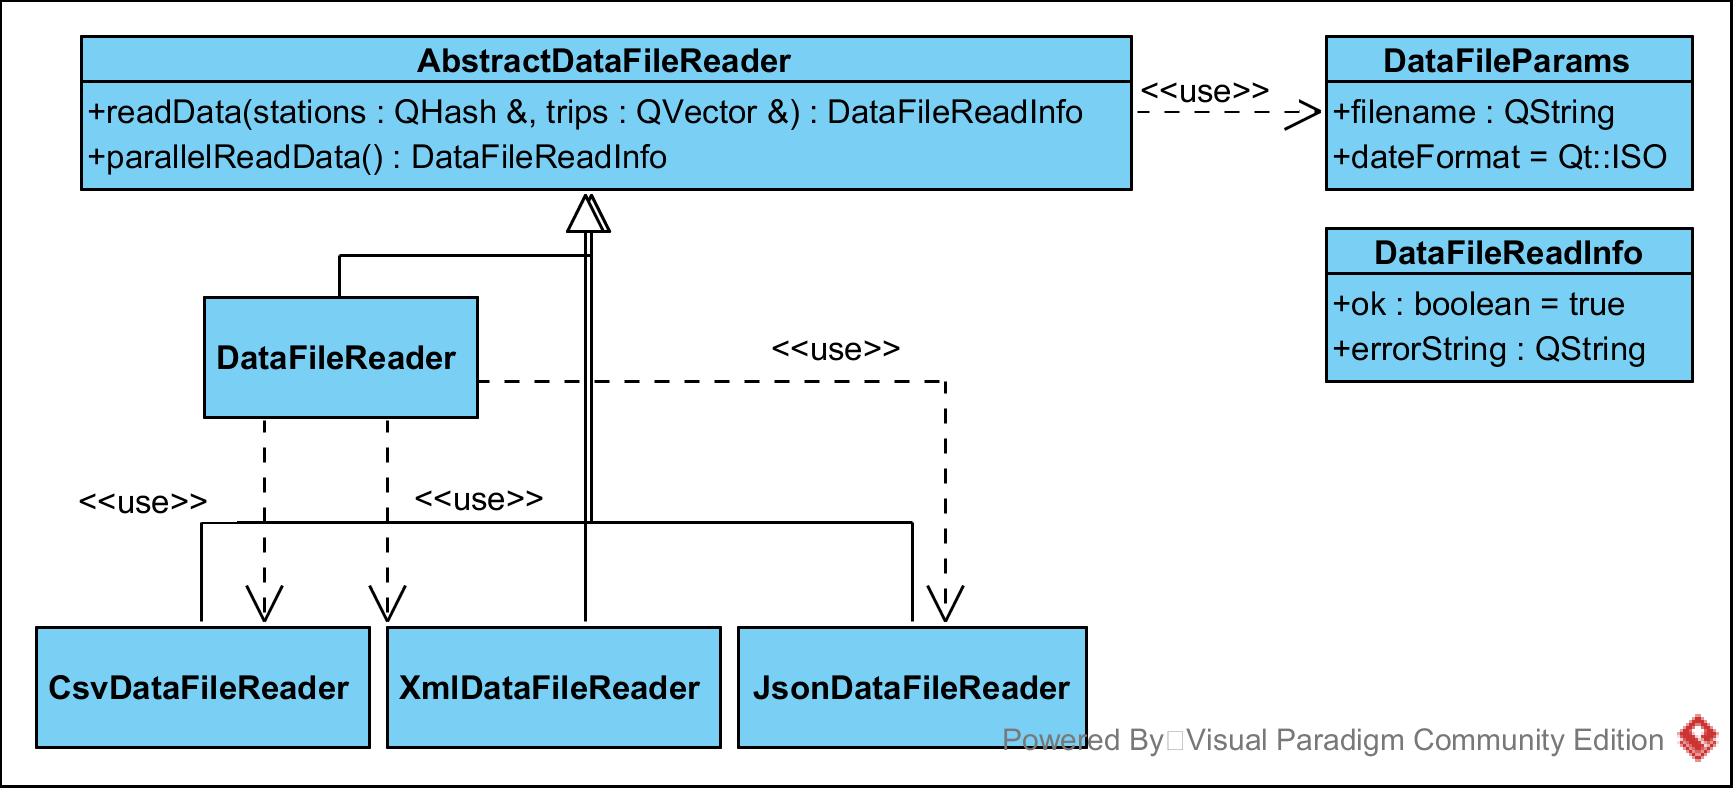 AbstractDataFileReader
+readData(stations : QHash &, trips : QVector &) : DataFileReadInfo
+parallelReadData() : DataFileReadInfo
<<use>>
DataFileParams
+filename : QString
+dateFormat = Qt::ISO
DataFileReadInfo
+ok : boolean = true
+errorString : QString
DataFileReader
<<use>>
<<use>>
<<use>>
CsvDataFileReader
XmlDataFileReader
JsonDataFileReader
Powered By Visual Paradigm Community Edition